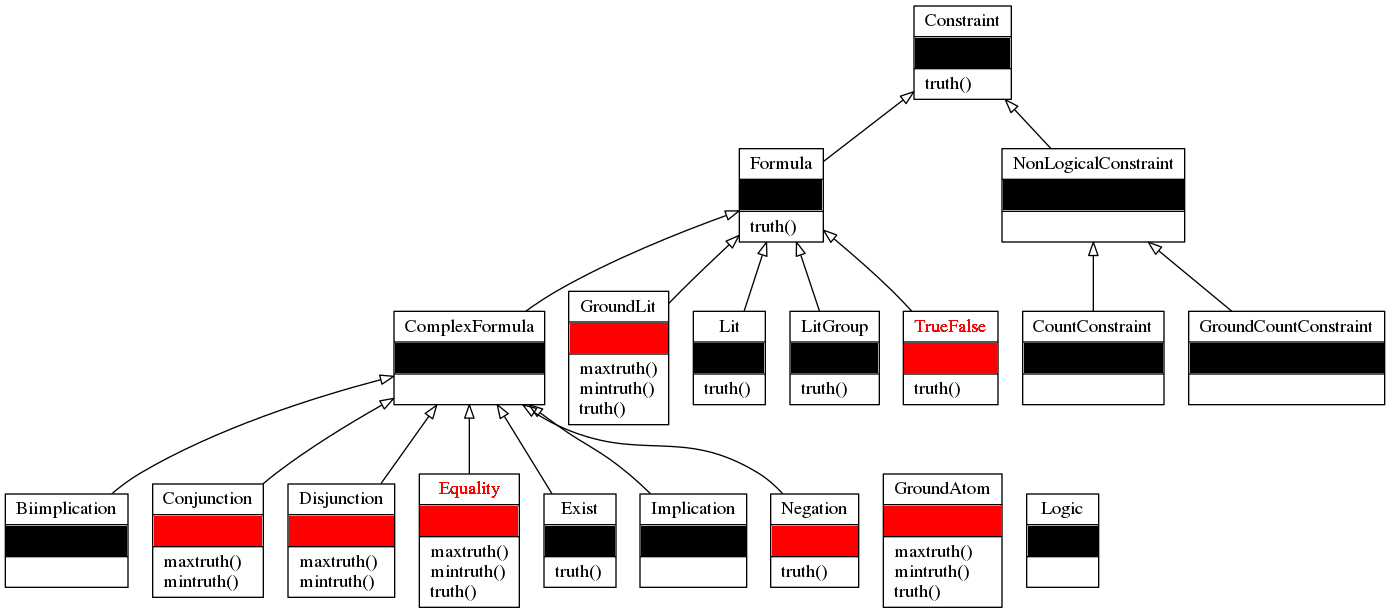 Constraint
truth()
Formula
truth()
NonLogicalConstraint
ComplexFormula
GroundLit
maxtruth()
mintruth()
truth()
Lit
truth()
LitGroup
truth()
TrueFalse
truth()
CountConstraint
GroundCountConstraint
Biimplication
Conjunction
maxtruth()
mintruth()
Disjunction
maxtruth()
mintruth()
Equality
maxtruth()
mintruth()
truth()
Exist
truth()
Implication
Negation
truth()
GroundAtom
maxtruth()
mintruth()
truth()
Logic